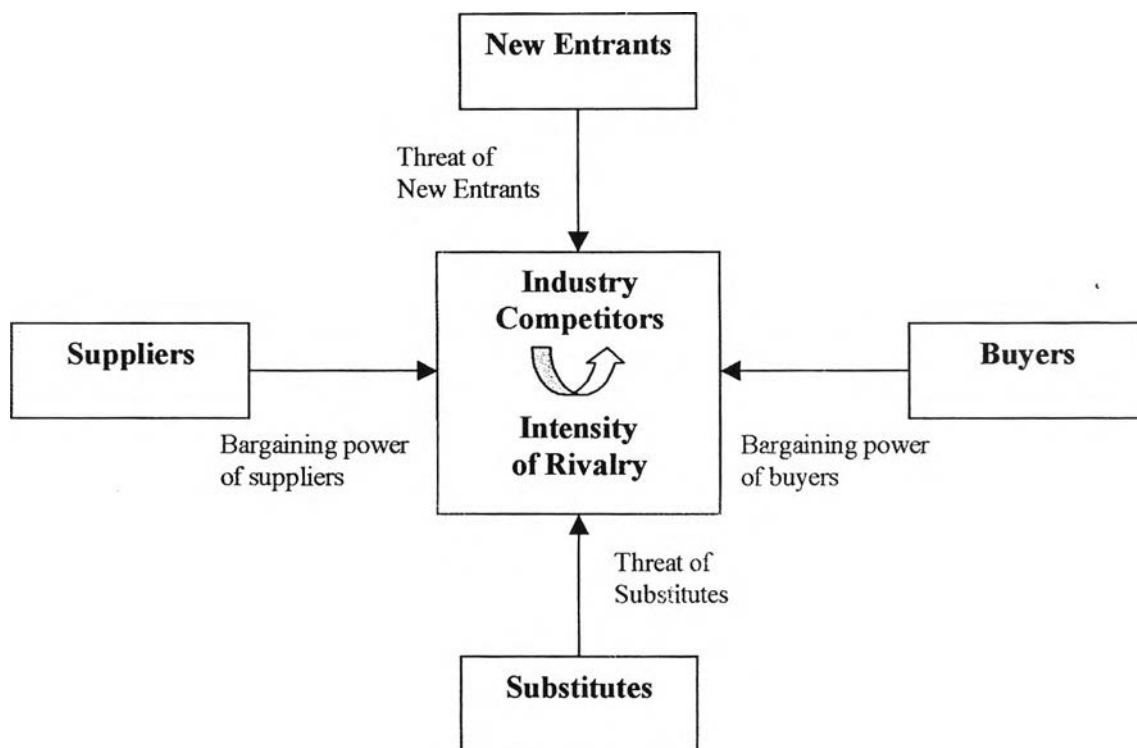 New Entrants
Threat of
New Entrants
Industry
Competitors
Suppliers
Buyers
Intensity
of Rivalry
Bargaining power
of suppliers
Bargaining power
of buyers
Threat of
Substitutes
Substitutes